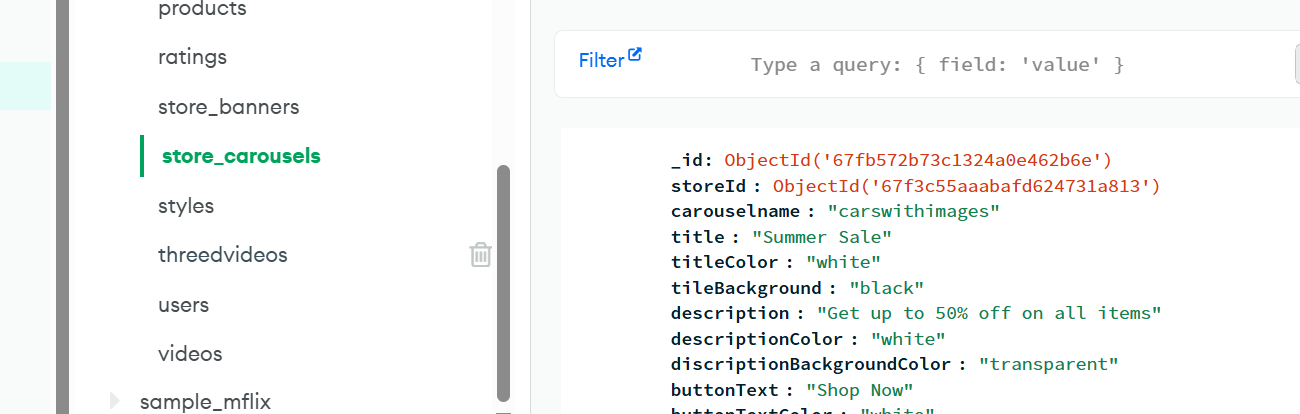 products
ratings
store_banners
store_carousels
styles
threedvideos
users
videos
sample_mflix
Filter
Type a query: { field: 'value' }
_id: ObjectId('67fb572b73c1324a0e462b6e')
storeId : ObjectId('67f3c55aaabafd624731a813')
carouselname : "carswithimages"
title : "Summer Sale"
titleColor : "white"
tileBackground : "black"
description : "Get up to 50% off on all items"
descriptionColor : "white"
discriptionBackgroundColor : "transparent"
buttonText : "Shop Now"
buttonTextColor : "white"